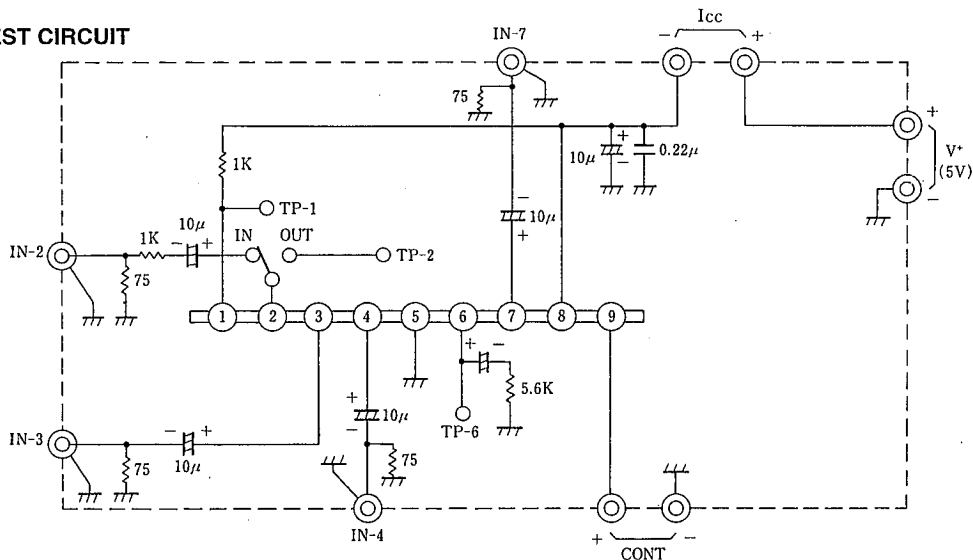 EST CIRCUIT
Icc
IN-7
- +
75
+
V+
(5V)
-
1K
10μ
+
-
0.22μ
TP-1
-
10μ
+
10μ
IN OUT
1K
- +
TP-2
IN-2
75
1 2 3 4 5 6 7 8 9
+ -
5.6K
+
10μ
-
TP-6
IN-3
- +
10μ
75
75
IN-4
+ -
CONT